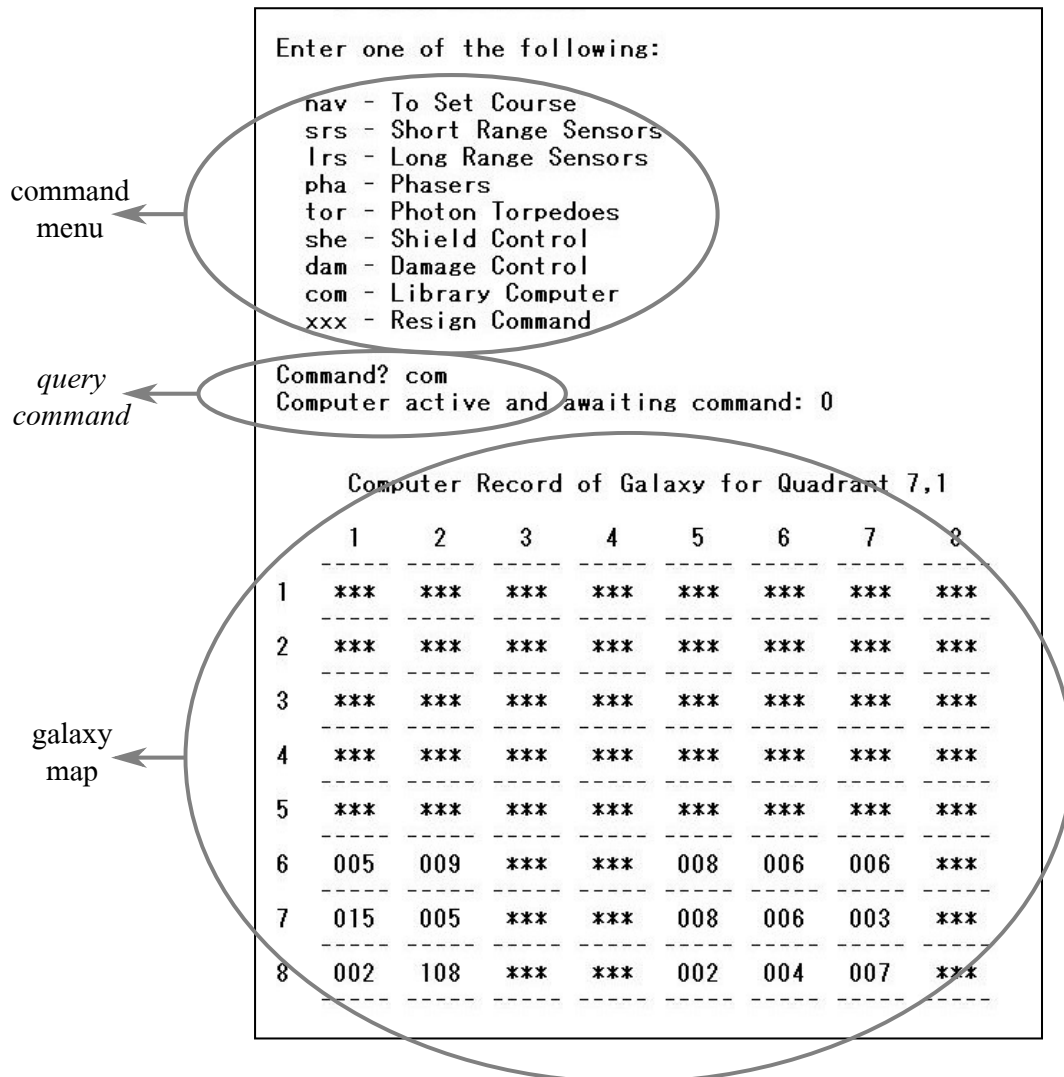 Enter one of the following:
nav - To Set Course
srs - Short Range Sensors
lrs - Long Range Sensors
pha - Phasers
tor - Photon Torpedoes
she - Shield Control
dam - Damage Control
com - Library Computer
xxx - Resign Command
command
menu
Command? com
Computer active and awaiting command: 0
query
command
Computer Record of Galaxy for Quadrant 7,1
1 2 3 4 5 6 7 8
----- ----- ----- ----- ----- ----- ----- -----
1 *** *** *** *** *** *** *** ***
----- ----- ----- ----- ----- ----- ----- -----
2 *** *** *** *** *** *** *** ***
----- ----- ----- ----- ----- ----- ----- -----
3 *** *** *** *** *** *** *** ***
----- ----- ----- ----- ----- ----- ----- -----
4 *** *** *** *** *** *** *** ***
----- ----- ----- ----- ----- ----- ----- -----
5 *** *** *** *** *** *** *** ***
----- ----- ----- ----- ----- ----- ----- -----
6 005 009 *** *** 008 006 006 ***
----- ----- ----- ----- ----- ----- ----- -----
7 015 005 *** *** 008 006 003 ***
----- ----- ----- ----- ----- ----- ----- -----
8 002 108 *** *** 002 004 007 ***
----- ----- ----- ----- ----- ----- ----- -----
galaxy
map